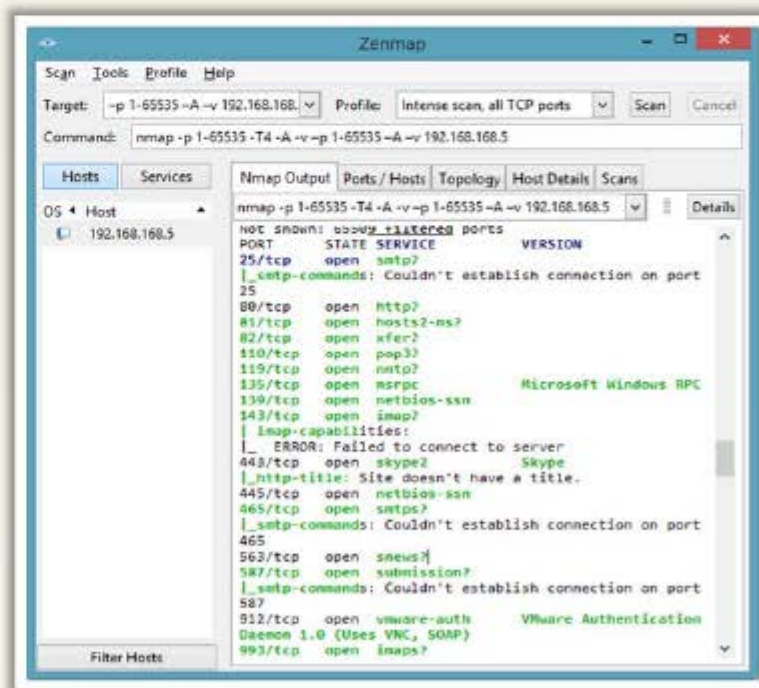 Zenmap
Scan Tools Profile Help
Target: -p 1-65535 -A -v 192.168.168. Profile: Intense scan, all TCP ports Scan Cancel
Command: nmap -p 1-65535 -T4 -A -v -p 1-65535 -A -v 192.168.168.5
Hosts Services
OS Host
192.168.168.5
Filter Hosts
Nmap Output Ports / Hosts Topology Host Details Scans
nmap -p 1-65535 -T4 -A -v -p 1-65535 -A -v 192.168.168.5 Details
Not shown: 65509 filtered ports
PORT STATE SERVICE VERSION
25/tcp open smtp?
|_smtp-commands: Couldn't establish connection on port
25
80/tcp open http?
81/tcp open hosts2-ns?
82/tcp open xfer?
110/tcp open pop3?
119/tcp open nntp?
135/tcp open msrpc Microsoft Windows RPC
139/tcp open netbios-ssn
143/tcp open imap?
| imap-capabilities:
|_ ERROR: Failed to connect to server
443/tcp open skype2 Skype
|_http-title: Site doesn't have a title.
445/tcp open netbios-ssn
465/tcp open smtps?
|_smtp-commands: Couldn't establish connection on port
465
563/tcp open snews?
587/tcp open submission?
|_smtp-commands: Couldn't establish connection on port
587
912/tcp open vmware-auth VMware Authentication
Daemon 1.0 (Uses VNC, SOAP)
993/tcp open imaps?